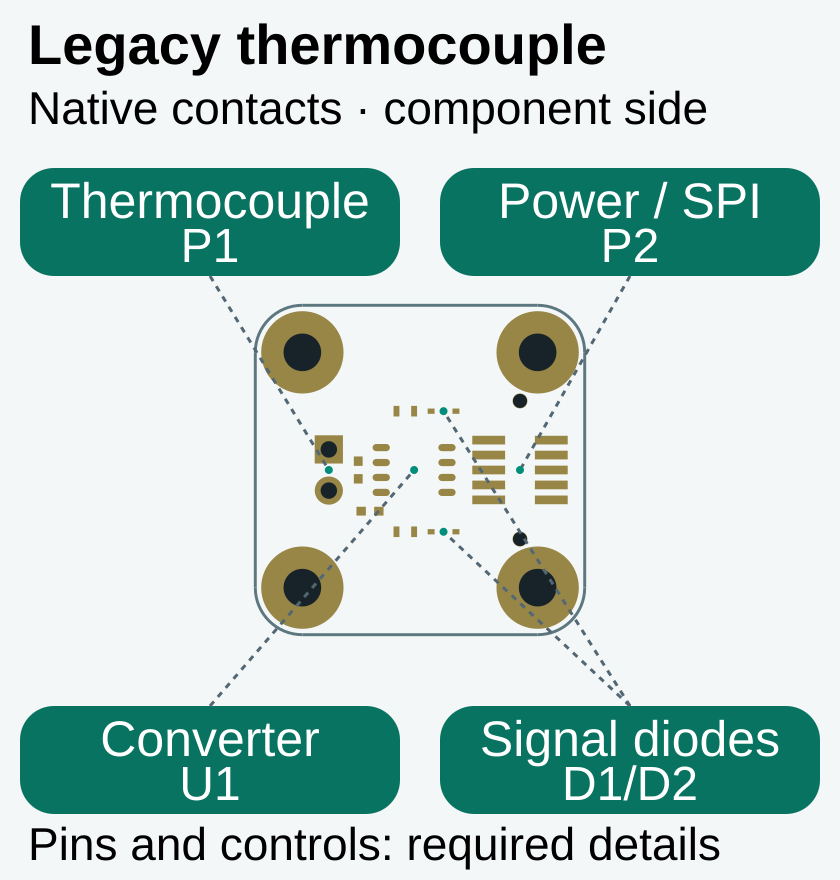 Legacy thermocouple
Native contacts · component side
Thermocouple
P1
Power / SPI
P2
Converter
U1
Signal diodes
D1/D2
Pins and controls: required details